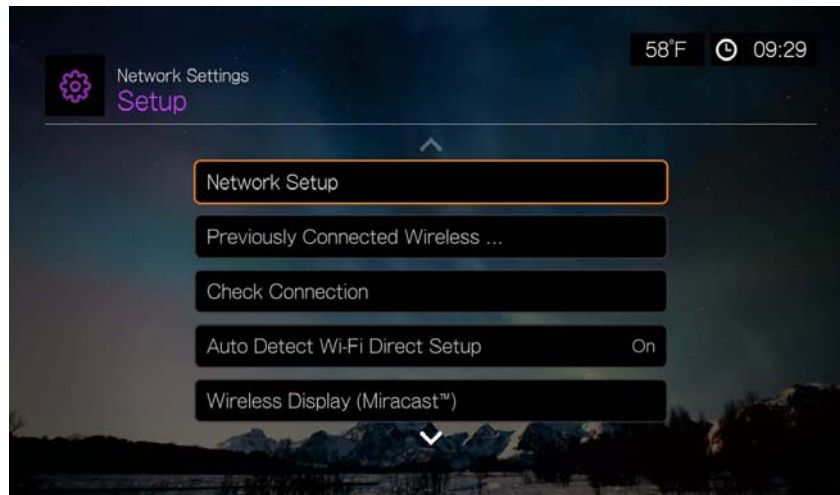 58°F 09:29
Network Settings
Setup
Network Setup
Previously Connected Wireless ...
Check Connection
Auto Detect Wi-Fi Direct Setup On
Wireless Display (Miracast™)